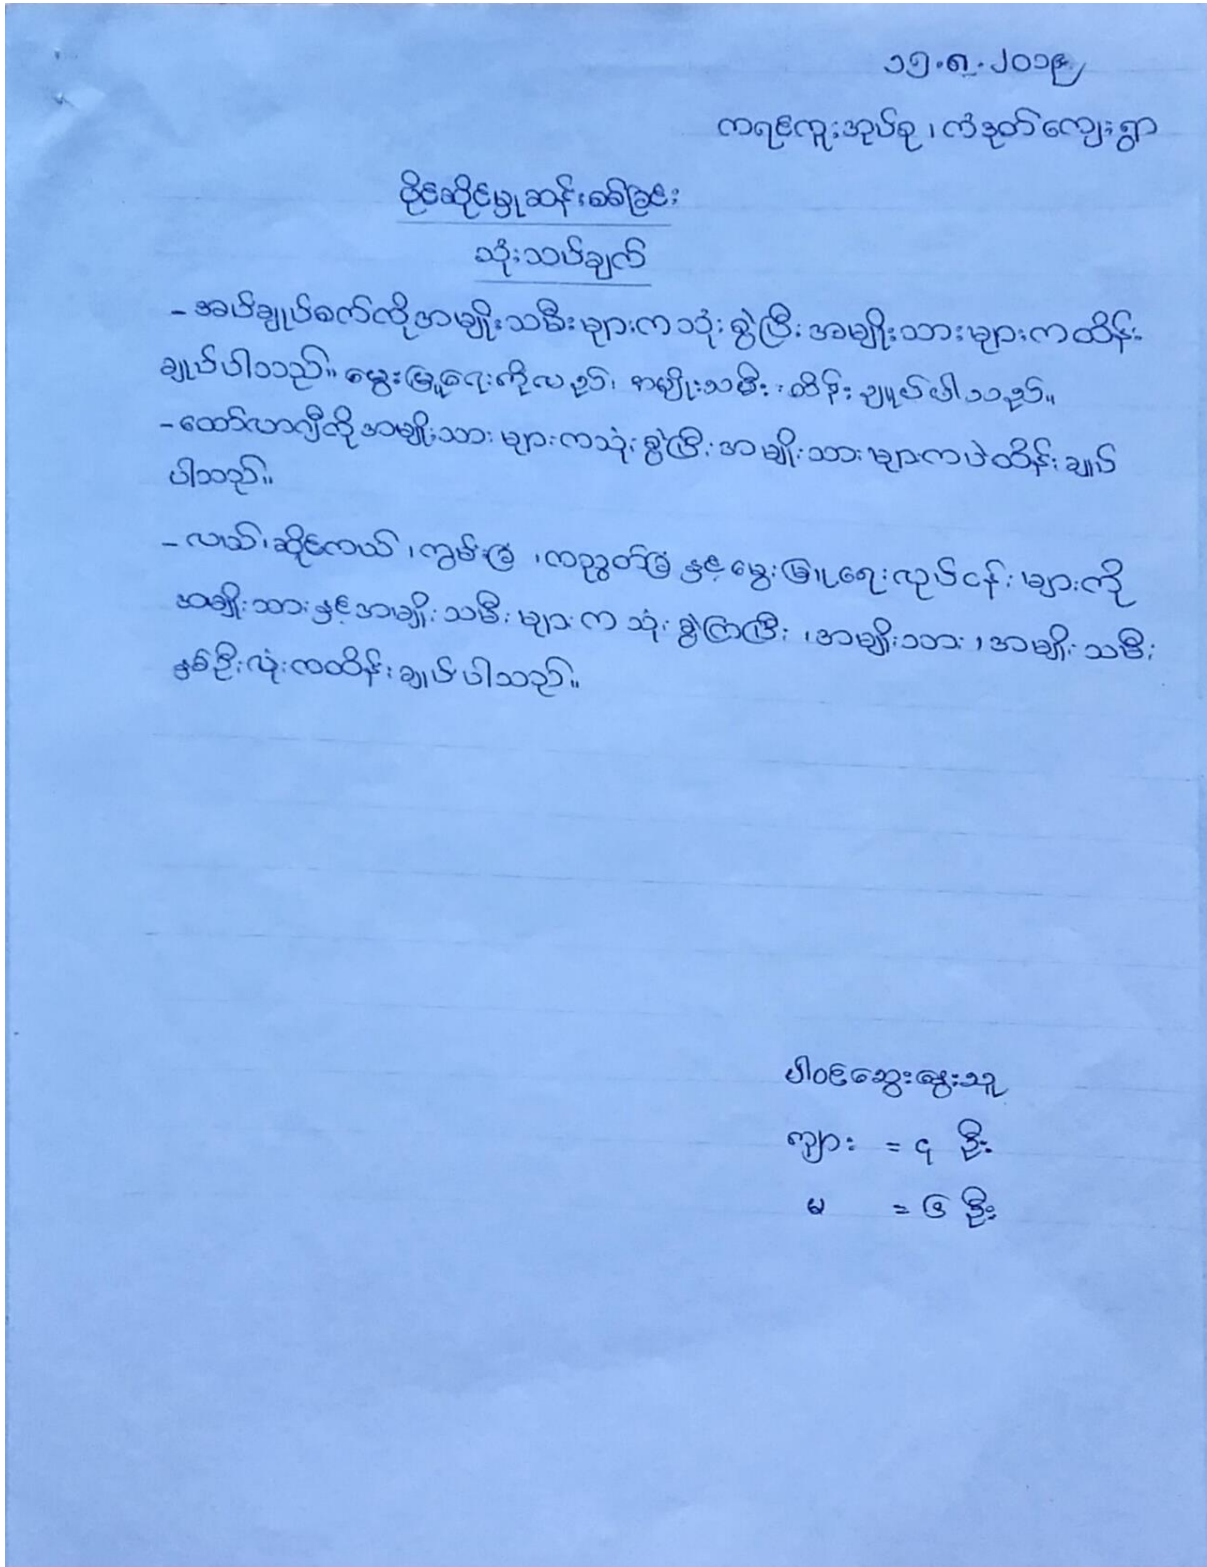 ၁၅.၈.၂၀၁၉
ကရင်ကူးအုပ်စု၊ကံဒုတ်ကျေးရွာ
ပိုင်ဆိုင်မှုဆန်းစစ်ခြင်း
သုံးသပ်ချက်
-အပ်ချုပ်စက်ကိုအမျိုးသမီးများကသုံးစွဲပြီးအမျိုးသားများကထိန်း
ချုပ်ပါသည်။မွေးမြူရေးကိုလည်းအမျိုးသမီးထိန်းချုပ်ပါသည်။
-ထော်လာဂျီကိုအမျိုးသားများကသုံးစွဲပြီးအမျိုးသားများကပဲထိန်းချုပ်
ပါသည်။
-လယ်၊ဆိုင်ကယ်၊ကွမ်းခြံ၊ကညွတ်ခြံနှင့်မွေးမြူရေးလုပ်ငန်းများကို
အမျိုးသားနှင့်အမျိုးသမီးများကသုံးစွဲကြပြီး၊အမျိုးသား၊အမျိုးသမီး
နှစ်ဦးလုံးကထိန်းချုပ်ပါသည်။
ပါဝင်ဆွေးနွေးသူ
ကျား = ၄ ဦး
မ = ၆ ဦး